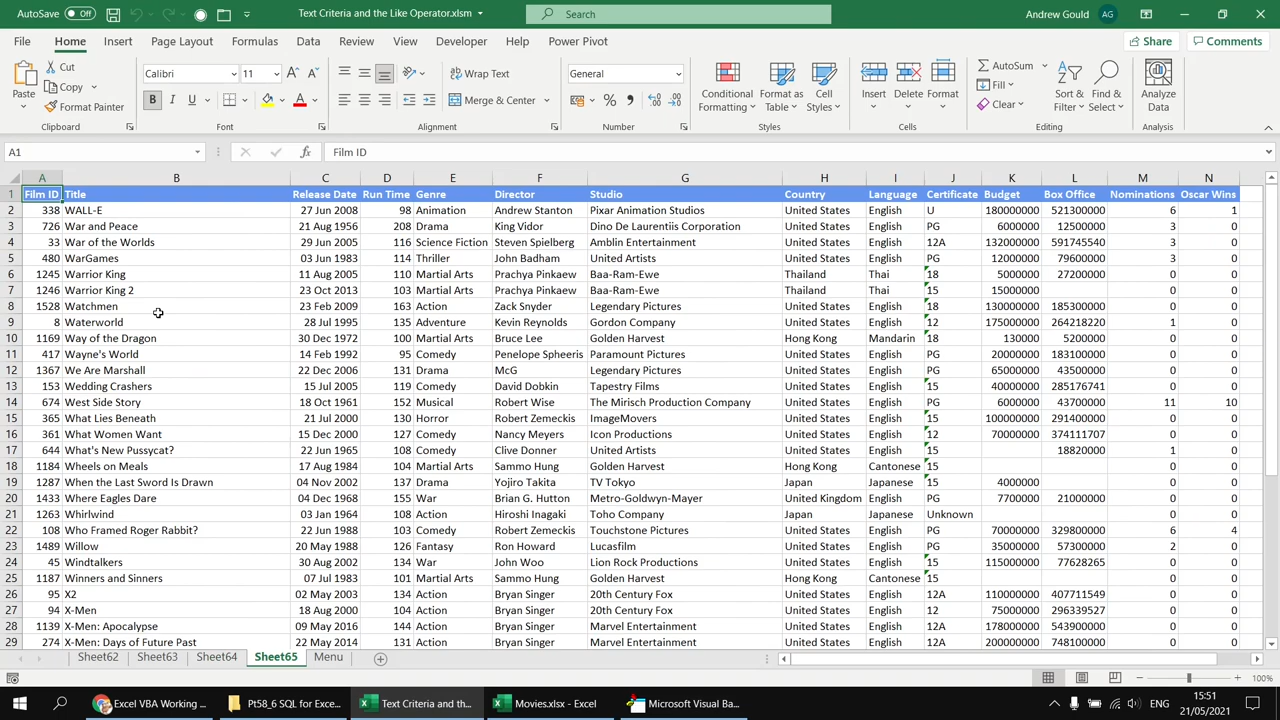 AutoSave Off Text Criteria and the Like Operator.xlsm Search Andrew Gould AG
File Home Insert Draw Page Layout Formulas Data Review View Developer Help Power Pivot Share Comments
Paste Cut Copy Format Painter Clipboard
Calibri 11 B I U A Font
Wrap Text Merge & Center Alignment
General % Number
Conditional Formatting Format as Table Cell Styles Styles
Insert Delete Format Cells
AutoSum Fill Clear Sort & Filter Find & Select Editing
Analyze Data Analysis
A1 fx Film ID
A B C D E F G H I J K L M N
1 Film ID Title Release Date Run Time Genre Director Studio Country Language Certificate Budget Box Office Nominations Oscar Wins
2 338 WALL-E 27 Jun 2008 98 Animation Andrew Stanton Pixar Animation Studios United States English U 180000000 521300000 6 1
3 726 War and Peace 21 Aug 1956 208 Drama King Vidor Dino De Laurentiis Corporation United States English PG 6000000 12500000 3 0
4 33 War of the Worlds 29 Jun 2005 116 Science Fiction Steven Spielberg Amblin Entertainment United States English 12A 132000000 591745540 3 0
5 480 WarGames 03 Jun 1983 114 Thriller John Badham United Artists United States English PG 12000000 79600000 3 0
6 1245 Warrior King 11 Aug 2005 110 Martial Arts Prachya Pinkaew Baa-Ram-Ewe Thailand Thai 18 5000000 27200000 0 0
7 1246 Warrior King 2 23 Oct 2013 103 Martial Arts Prachya Pinkaew Baa-Ram-Ewe Thailand Thai 15 15000000 0 0
8 1528 Watchmen 23 Feb 2009 163 Action Zack Snyder Legendary Pictures United States English 18 130000000 185300000 0 0
9 8 Waterworld 28 Jul 1995 135 Adventure Kevin Reynolds Gordon Company United States English 12 175000000 264218220 1 0
10 1169 Way of the Dragon 30 Dec 1972 100 Martial Arts Bruce Lee Golden Harvest Hong Kong Mandarin 18 130000 5200000 0 0
11 417 Wayne's World 14 Feb 1992 95 Comedy Penelope Spheeris Paramount Pictures United States English PG 20000000 183100000 0 0
12 1367 We Are Marshall 22 Dec 2006 131 Drama McG Legendary Pictures United States English PG 65000000 43500000 0 0
13 153 Wedding Crashers 15 Jul 2005 119 Comedy David Dobkin Tapestry Films United States English 15 40000000 285176741 0 0
14 674 West Side Story 18 Oct 1961 152 Musical Robert Wise The Mirisch Production Company United States English PG 6000000 43700000 11 10
15 365 What Lies Beneath 21 Jul 2000 130 Horror Robert Zemeckis ImageMovers United States English 15 100000000 291400000 0 0
16 361 What Women Want 15 Dec 2000 127 Comedy Nancy Meyers Icon Productions United States English 12 70000000 374111707 0 0
17 644 What's New Pussycat? 22 Jun 1965 108 Comedy Clive Donner United Artists United States English 15 18820000 1 0
18 1184 Wheels on Meals 17 Aug 1984 104 Martial Arts Sammo Hung Golden Harvest Hong Kong Cantonese 15 0 0
19 1287 When the Last Sword Is Drawn 04 Nov 2002 137 Drama Yojiro Takita TV Tokyo Japan Japanese 15 4000000 0 0
20 1433 Where Eagles Dare 04 Dec 1968 155 War Brian G. Hutton Metro-Goldwyn-Mayer United Kingdom English PG 7700000 21000000 0 0
21 1263 Whirlwind 03 Jan 1964 108 Action Hiroshi Inagaki Toho Company Japan Japanese Unknown 0 0
22 108 Who Framed Roger Rabbit? 22 Jun 1988 103 Comedy Robert Zemeckis Touchstone Pictures United States English PG 70000000 329800000 6 4
23 1489 Willow 20 May 1988 126 Fantasy Ron Howard Lucasfilm United States English PG 35000000 57300000 2 0
24 45 Windtalkers 30 Aug 2002 134 War John Woo Lion Rock Productions United States English 15 115000000 77628265 0 0
25 1187 Winners and Sinners 07 Jul 1983 101 Martial Arts Sammo Hung Golden Harvest Hong Kong Cantonese 15 0 0
26 95 X2 02 May 2003 134 Action Bryan Singer 20th Century Fox United States English 12A 110000000 407711549 0 0
27 94 X-Men 18 Aug 2000 104 Action Bryan Singer 20th Century Fox United States English 12 75000000 296339527 0 0
28 1139 X-Men: Apocalypse 09 May 2016 144 Action Bryan Singer Marvel Entertainment United States English 12A 178000000 543900000 0 0
29 274 X-Men: Days of Future Past 22 May 2014 131 Action Bryan Singer Marvel Entertainment United States English 12A 200000000 748100000 1 0
Sheet62 Sheet63 Sheet64 Sheet65 Menu
100%
Excel VBA Working ... Pt58_6 SQL for Exce... Text Criteria and th... Movies.xlsx - Excel Microsoft Visual Ba... 15:51
21/05/2021